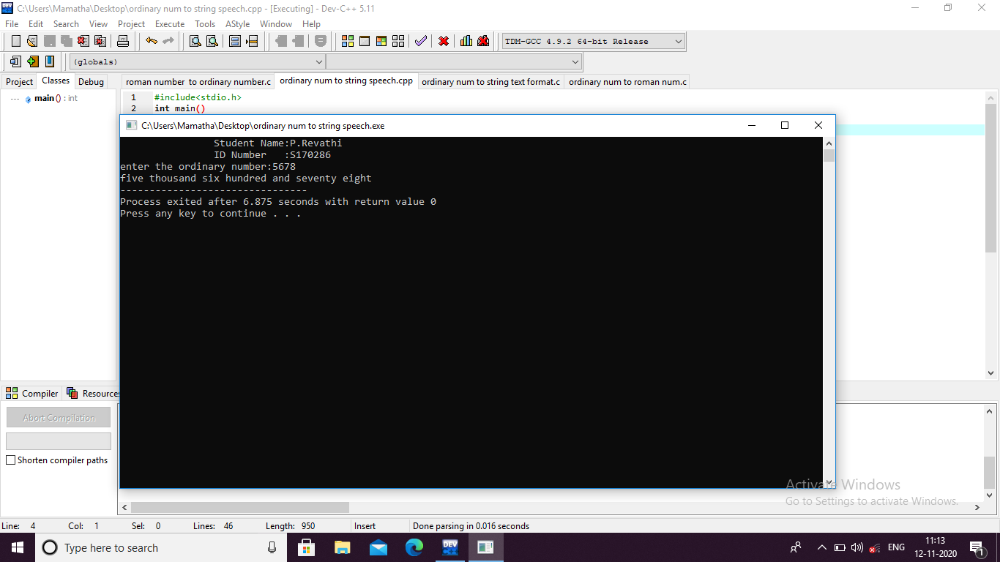 C:\Users\Mamatha\Desktop\ordinary num to string speech.cpp - [Executing] - Dev-C++ 5.11
File Edit Search View Project Execute Tools AStyle Window Help
TDM-GCC 4.9.2 64-bit Release
(globals)
Project Classes Debug
roman number to ordinary number.c ordinary num to string speech.cpp ordinary num to string text format.c ordinary num to roman num.c
main () : int
1 #include<stdio.h>
2 int main()
C:\Users\Mamatha\Desktop\ordinary num to string speech.exe
Student Name:P.Revathi
ID Number :S170286
enter the ordinary number:5678
five thousand six hundred and seventy eight
--------------------------------
Process exited after 6.875 seconds with return value 0
Press any key to continue . . .
Compiler Resources
Abort Compilation
Shorten compiler paths
Activate Windows
Go to Settings to activate Windows.
Line: 4 Col: 1 Sel: 0 Lines: 46 Length: 950 Insert Done parsing in 0.016 seconds
Type here to search
DEV
ENG
11:13
12-11-2020
1